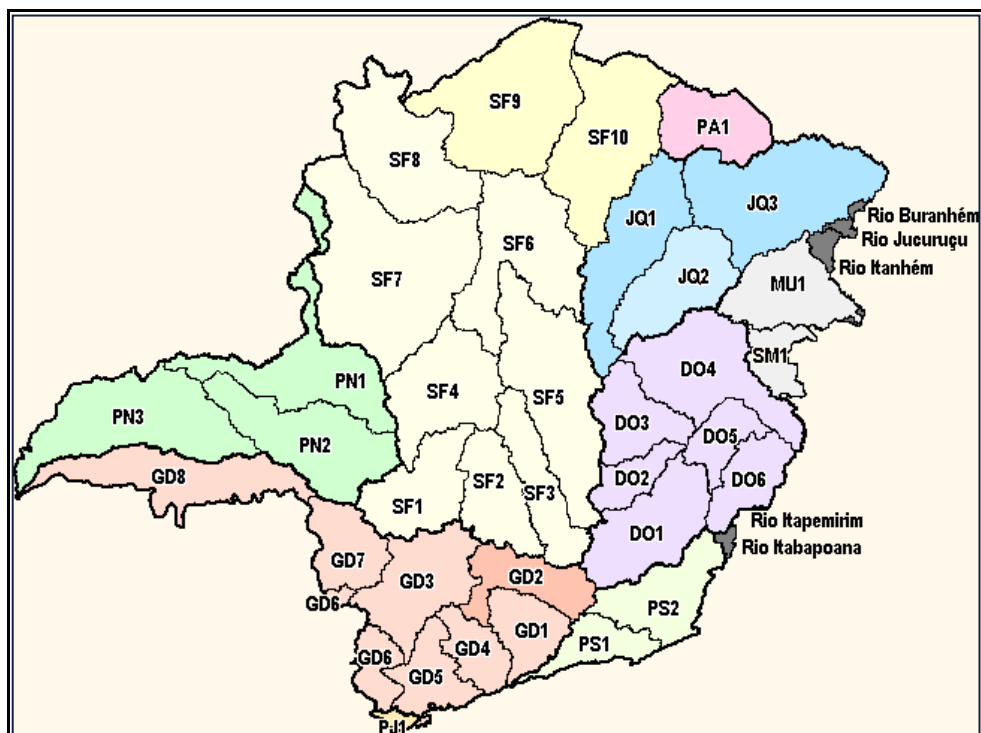 SF9
SF10
PA1
SF8
JQ3
JQ1
Rio Buranhém
Rio Jucuruçu
SF6
Rio Itanhém
SF7
JQ2
MU1
SM1
DO4
PN1
SF4
SF5
PN3
DO3
DO5
PN2
GD8
DO2
DO6
SF2
SF3
SF1
Rio Itapemirim
DO1
Rio Itabapoana
GD7
GD3
GD2
GD6
PS2
GD1
PS1
GD4
GD6
GD5
PJ1